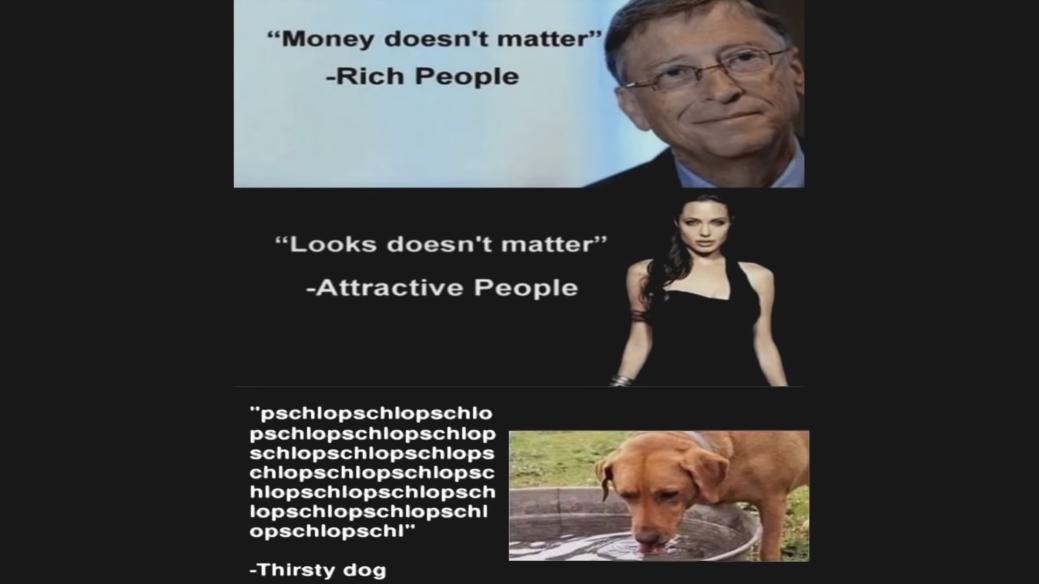 “Money doesn't matter”
-Rich People
“Looks doesn't matter”
-Attractive People
"pschlopschlopschlo
pschlopschlopschlop
schlopschlopschlops
chlopschlopschlopsc
hlopschlopschlopsch
lopschlopschlopschl
opschlopschl"
-Thirsty dog